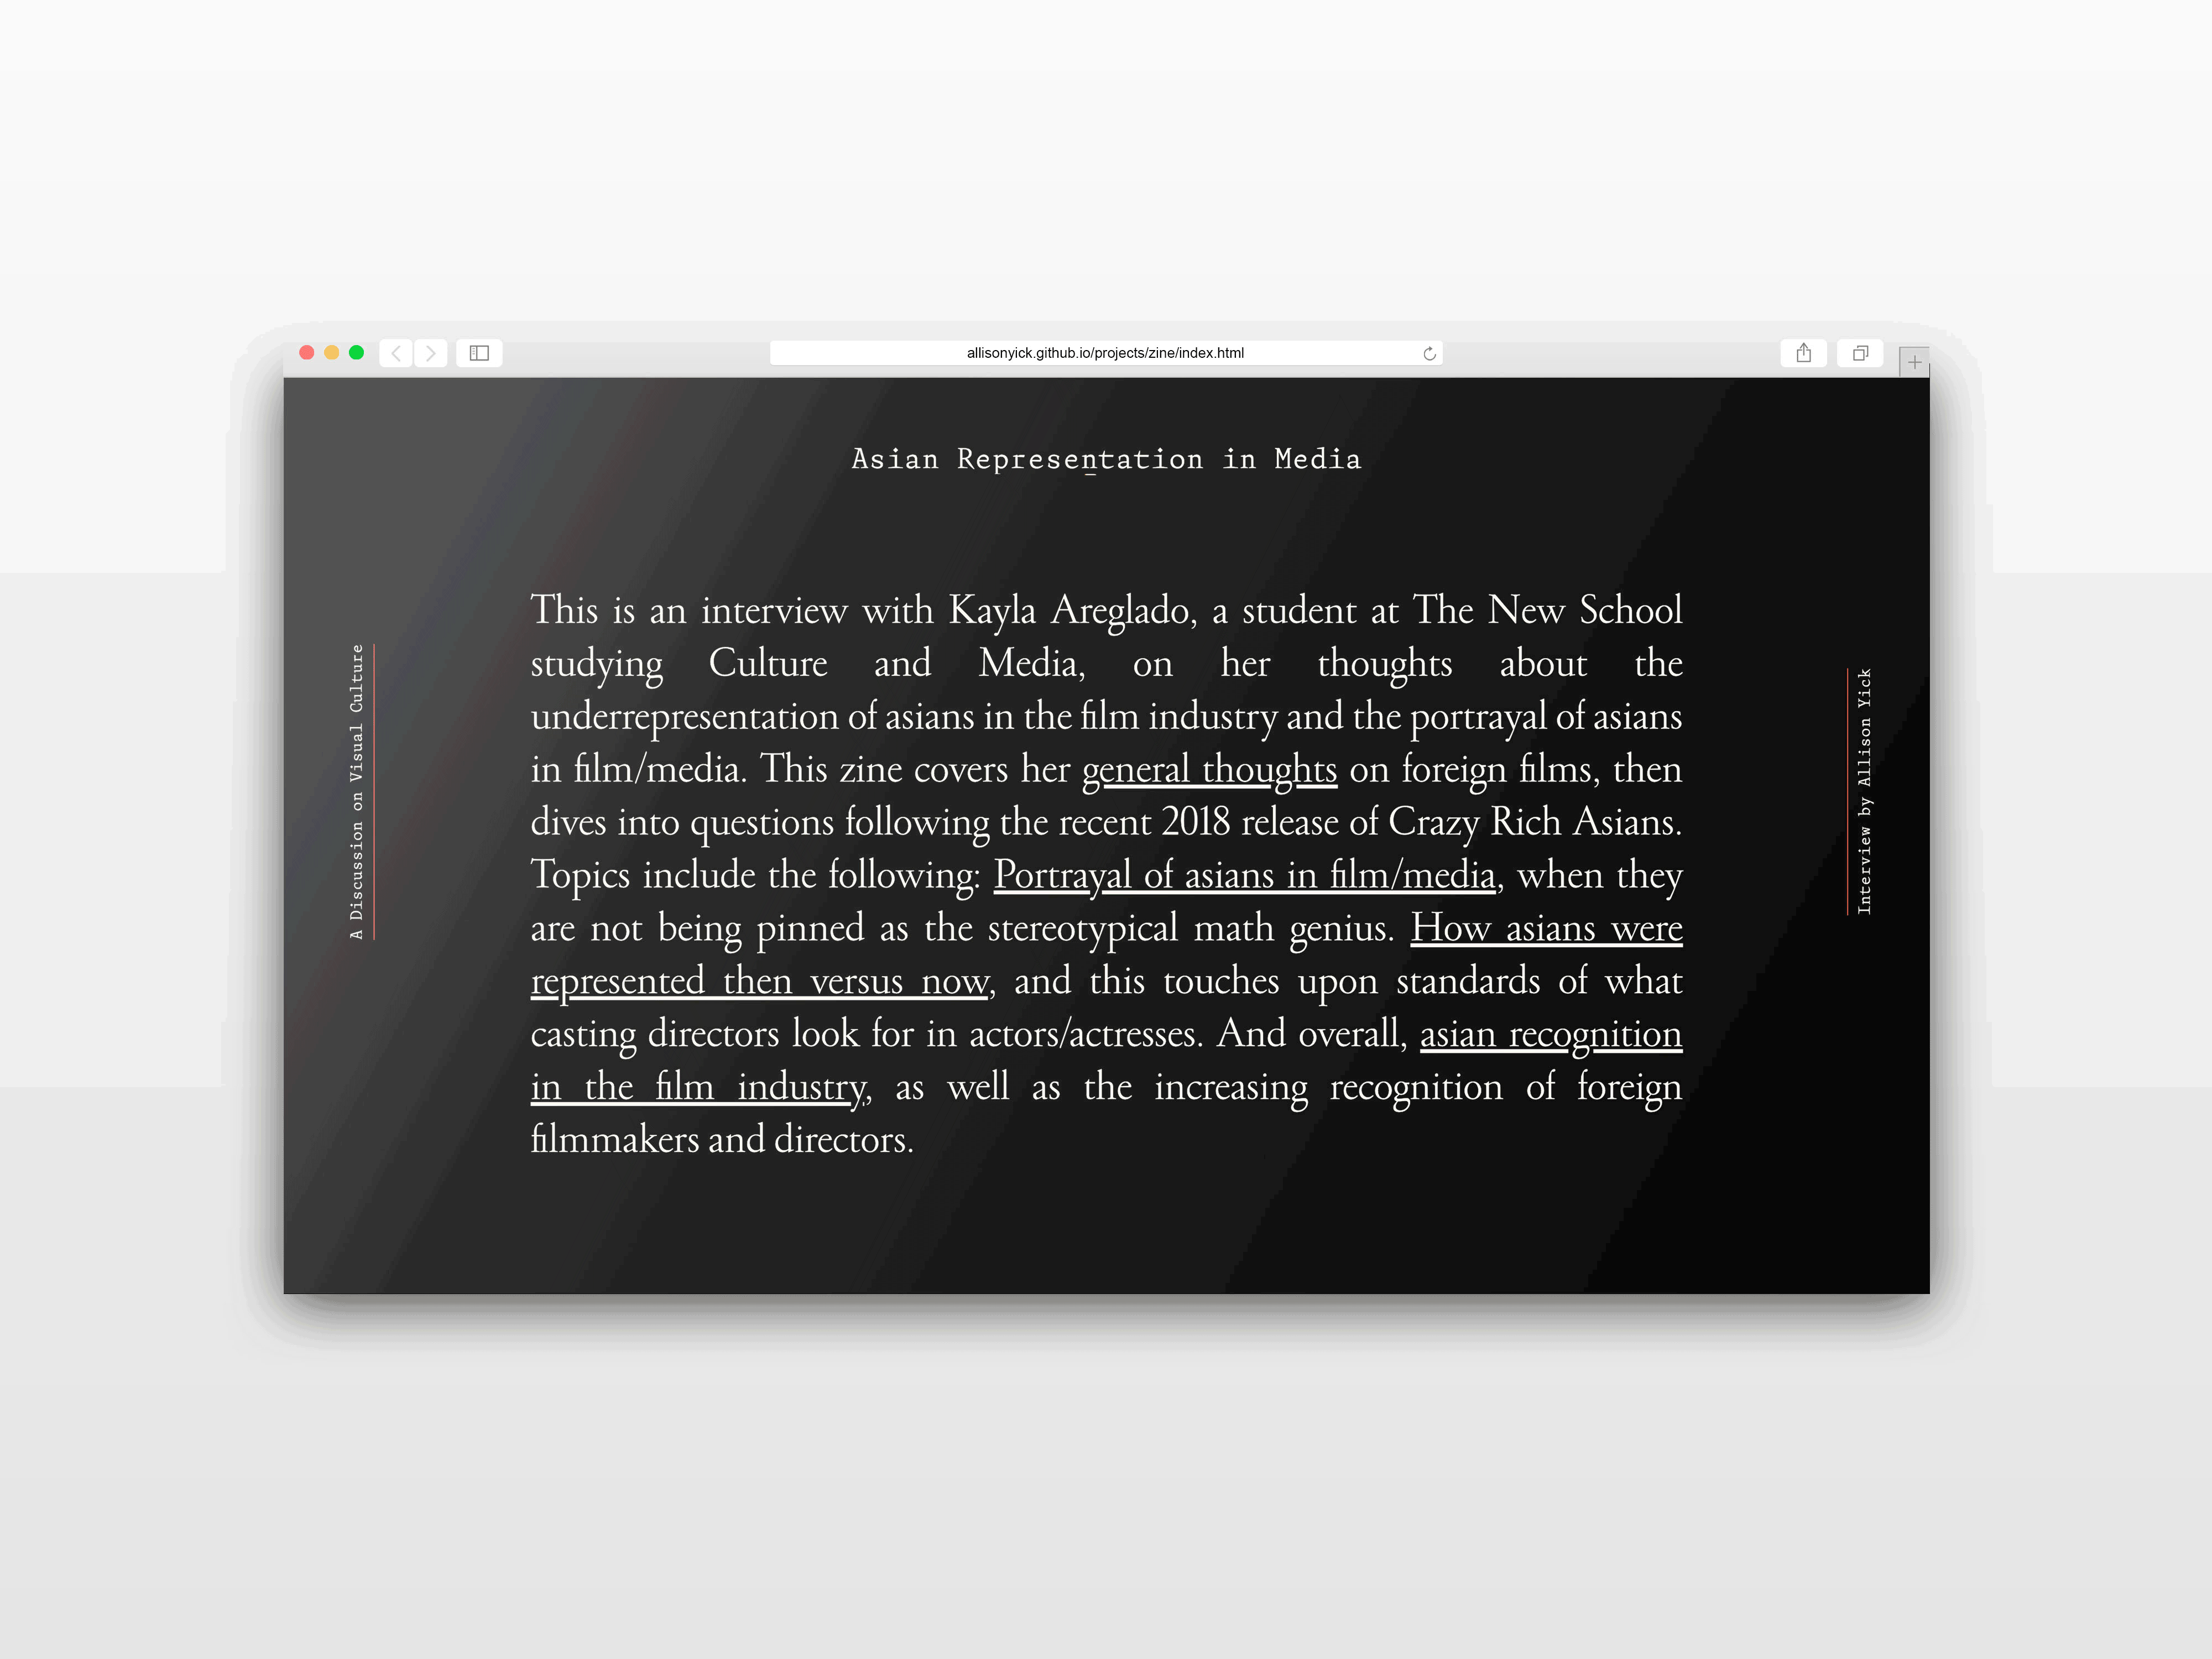 allisonyick.github.io/projects/zine/index.html
Asian Representation in Media
A Discussion on Visual Culture
This is an interview with Kayla Areglado, a student at The New School
studying Culture and Media, on her thoughts about the
underrepresentation of asians in the film industry and the portrayal of asians
in film/media. This zine covers her general thoughts on foreign films, then
dives into questions following the recent 2018 release of Crazy Rich Asians.
Topics include the following: Portrayal of asians in film/media, when they
are not being pinned as the stereotypical math genius. How asians were
represented then versus now, and this touches upon standards of what
casting directors look for in actors/actresses. And overall, asian recognition
in the film industry, as well as the increasing recognition of foreign
filmmakers and directors.
Interview by Allison Yick